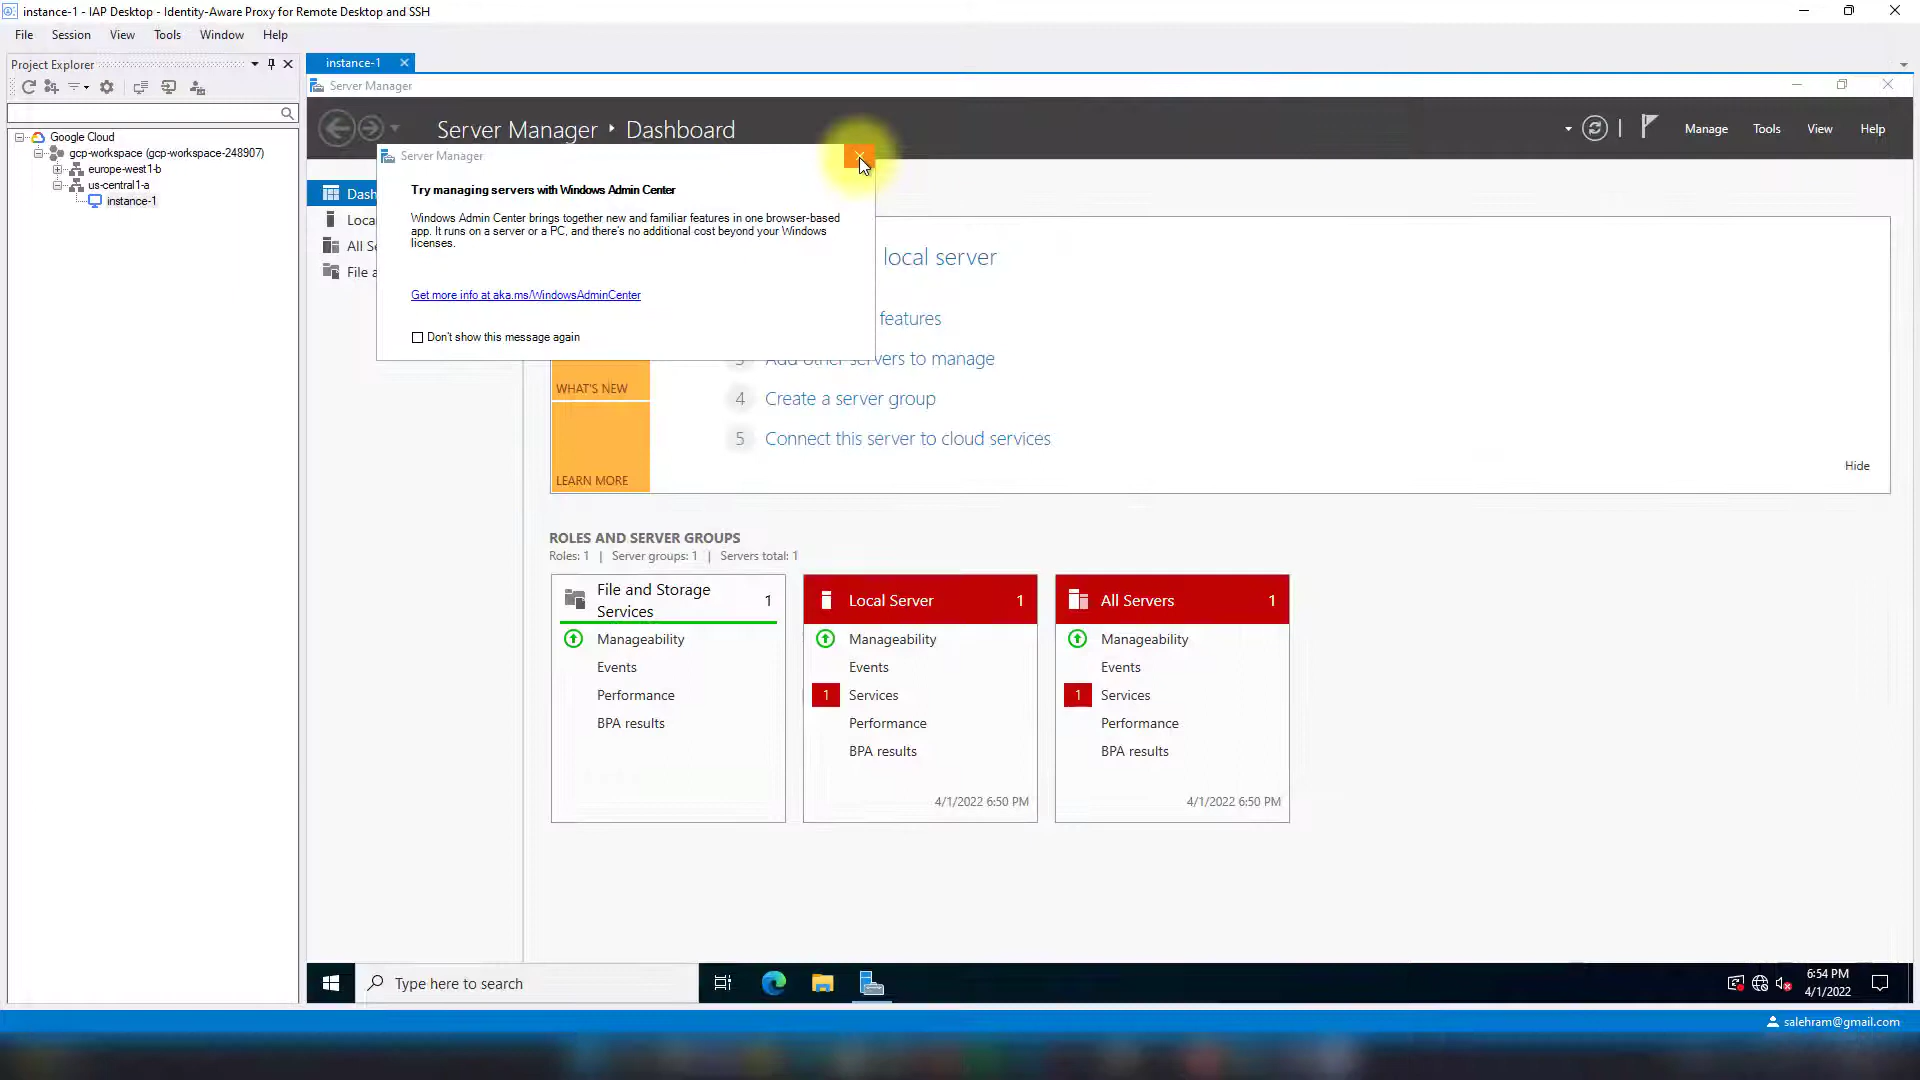 instance-1 - IAP Desktop - Identity-Aware Proxy for Remote Desktop and SSH
File Session View Tools Window Help
Project Explorer
Google Cloud
gcp-workspace (gcp-workspace-248907)
europe-west1-b
us-central1-a
instance-1
instance-1
Server Manager
Server Manager Dashboard
Manage Tools View Help
Server Manager
Try managing servers with Windows Admin Center
Windows Admin Center brings together new and familiar features in one browser-based
app. It runs on a server or a PC, and there's no additional cost beyond your Windows
licenses.
Get more info at aka.ms/WindowsAdminCenter
Don't show this message again
Dash
Loca
All Se
File a
local server
features
3 Add other servers to manage
4 Create a server group
5 Connect this server to cloud services
WHAT'S NEW
LEARN MORE
Hide
ROLES AND SERVER GROUPS
Roles: 1 | Server groups: 1 | Servers total: 1
File and Storage
Services
1
Manageability
Events
Performance
BPA results
Local Server 1
Manageability
Events
1 Services
Performance
BPA results
4/1/2022 6:50 PM
All Servers 1
Manageability
Events
1 Services
Performance
BPA results
4/1/2022 6:50 PM
Type here to search
6:54 PM
4/1/2022
salehram@gmail.com